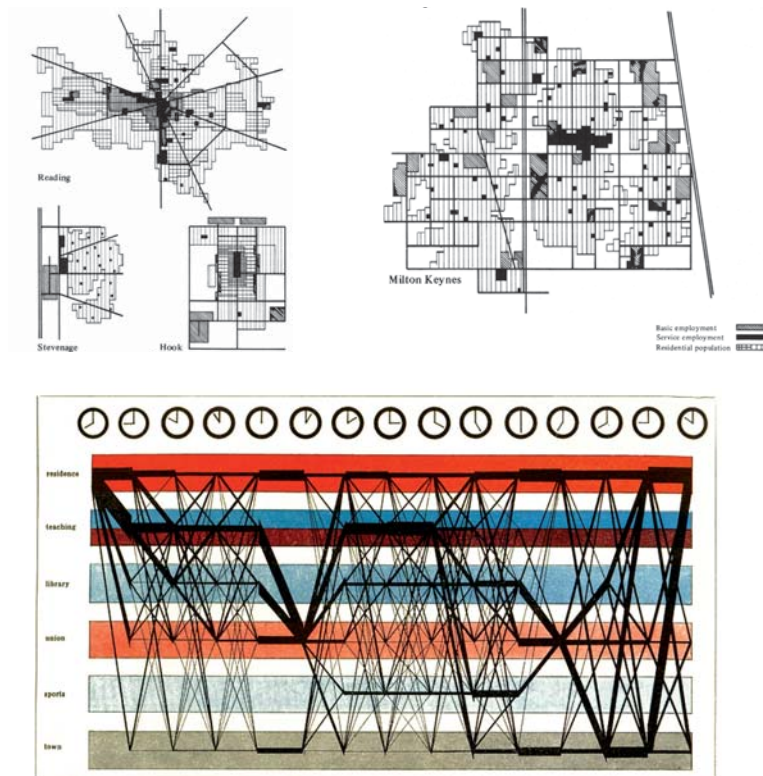 Reading
Stevenage
Hook
Milton Keynes
Basic employment
Service employment
Residential population
residence
teaching
library
union
sports
town